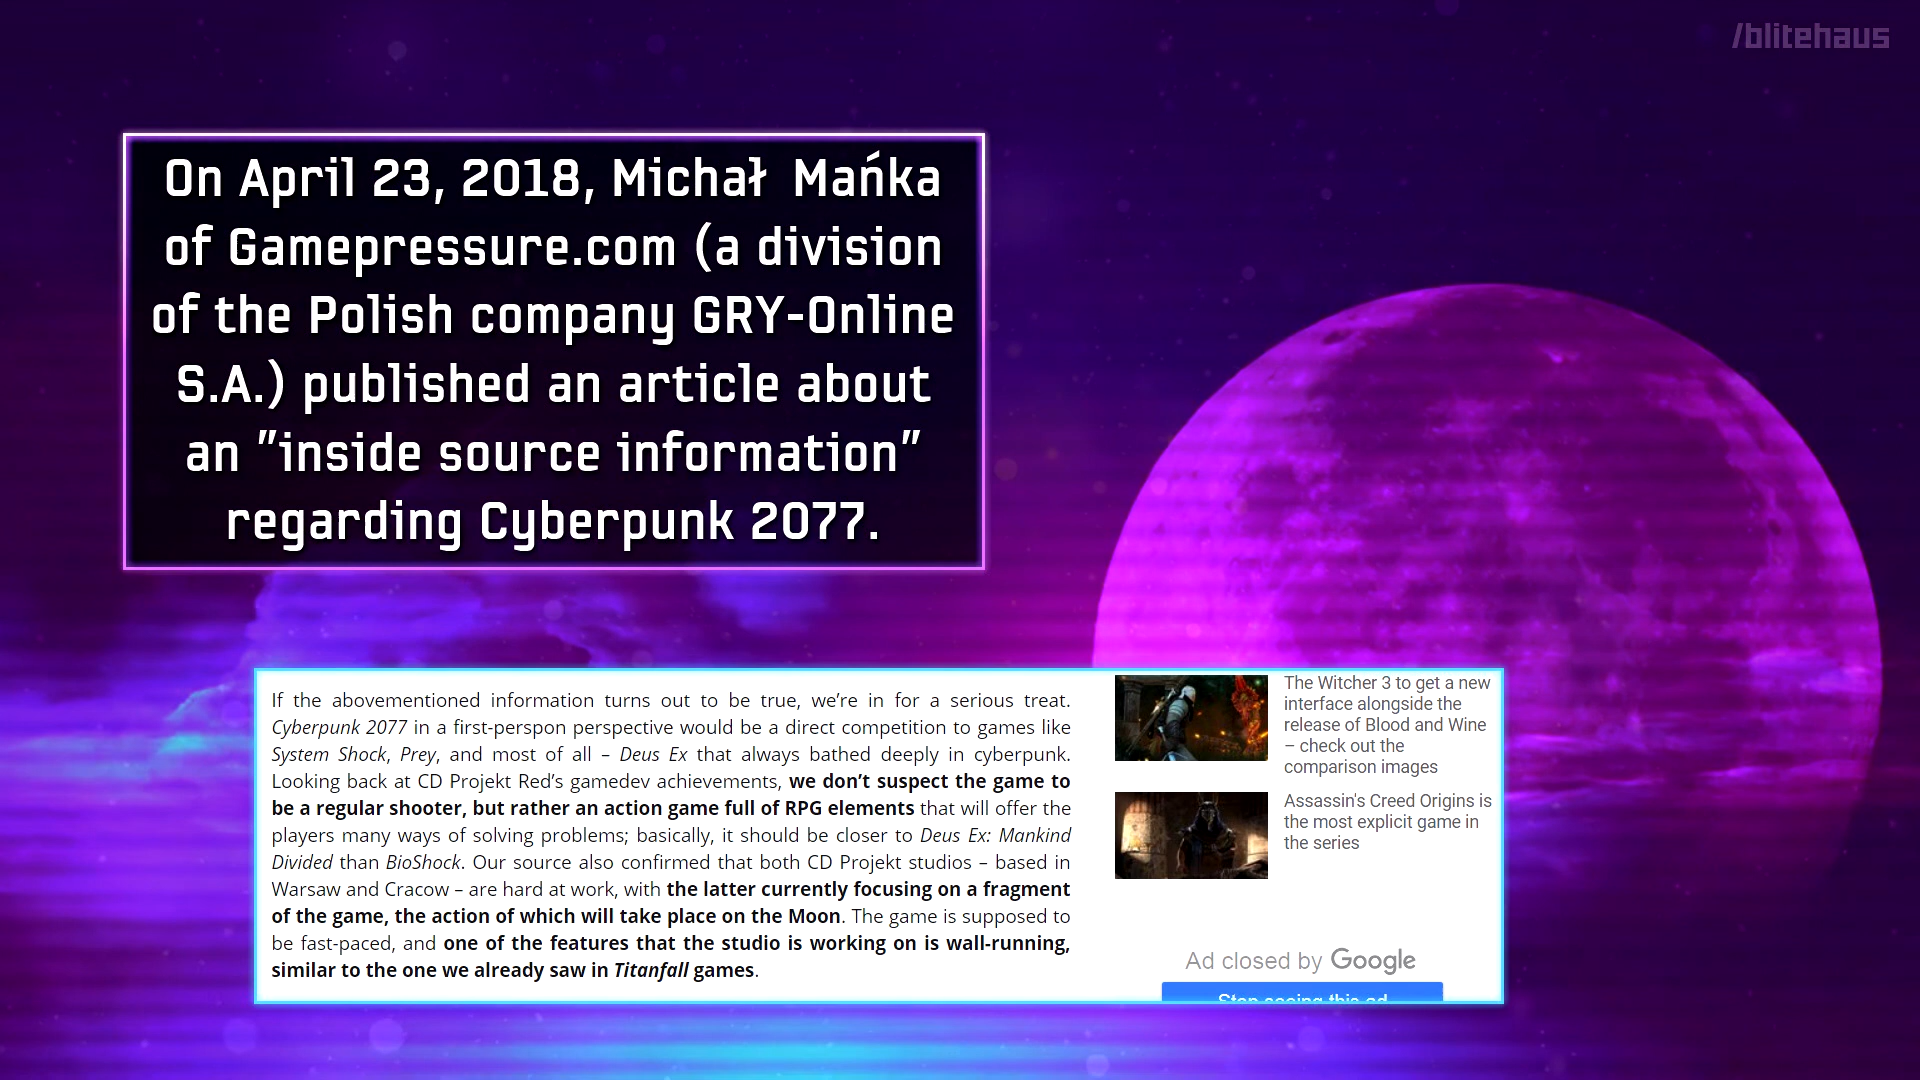 /blitehaus
On April 23, 2018, Michał Mańka
of Gamepressure.com (a division
of the Polish company GRY-Online
S.A.) published an article about
an "inside source information"
regarding Cyberpunk 2077.
If the abovementioned information turns out to be true, we're in for a serious treat.
Cyberpunk 2077 in a first-perspon perspective would be a direct competition to games like
System Shock, Prey, and most of all – Deus Ex that always bathed deeply in cyberpunk.
Looking back at CD Projekt Red's gamedev achievements, we don't suspect the game to
be a regular shooter, but rather an action game full of RPG elements that will offer the
players many ways of solving problems; basically, it should be closer to Deus Ex: Mankind
Divided than BioShock. Our source also confirmed that both CD Projekt studios – based in
Warsaw and Cracow – are hard at work, with the latter currently focusing on a fragment
of the game, the action of which will take place on the Moon. The game is supposed to
be fast-paced, and one of the features that the studio is working on is wall-running,
similar to the one we already saw in Titanfall games.
The Witcher 3 to get a new
interface alongside the
release of Blood and Wine
– check out the
comparison images
Assassin's Creed Origins is
the most explicit game in
the series
Ad closed by Google
Stop seeing this ad